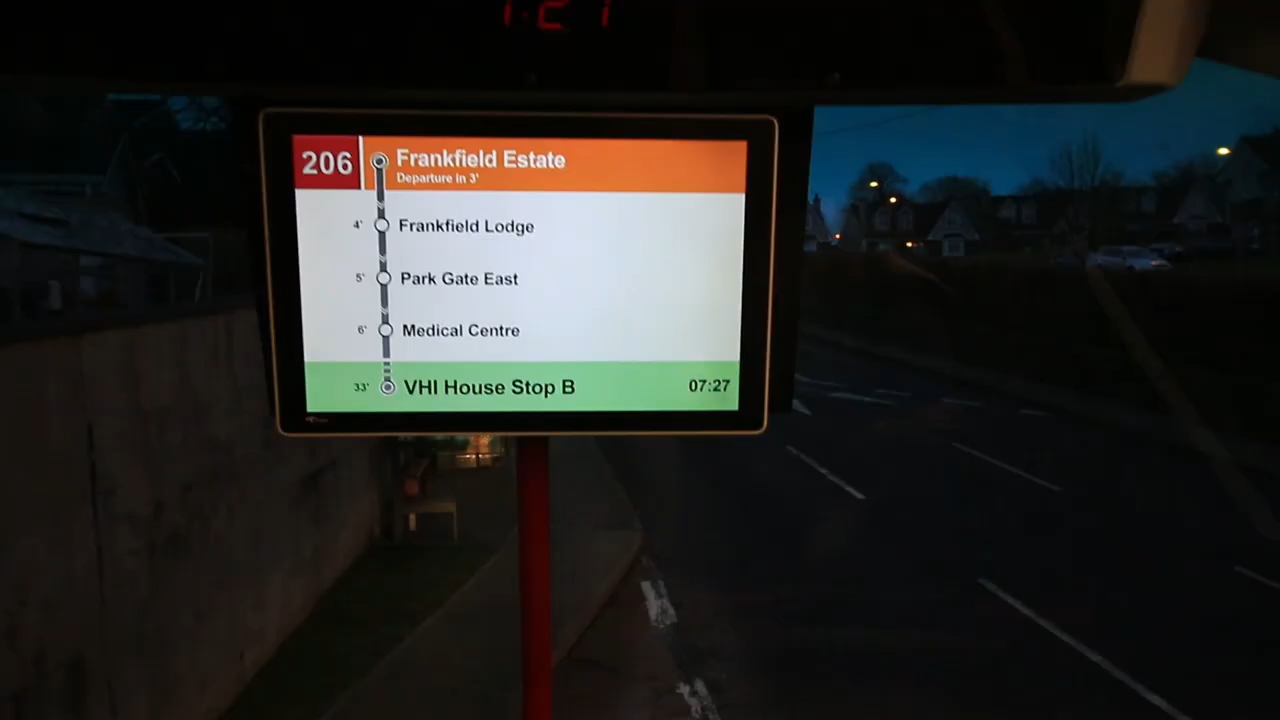 206
Frankfield Estate
Departure in 3'
4' Frankfield Lodge
5' Park Gate East
6' Medical Centre
33' VHI House Stop B 07:27